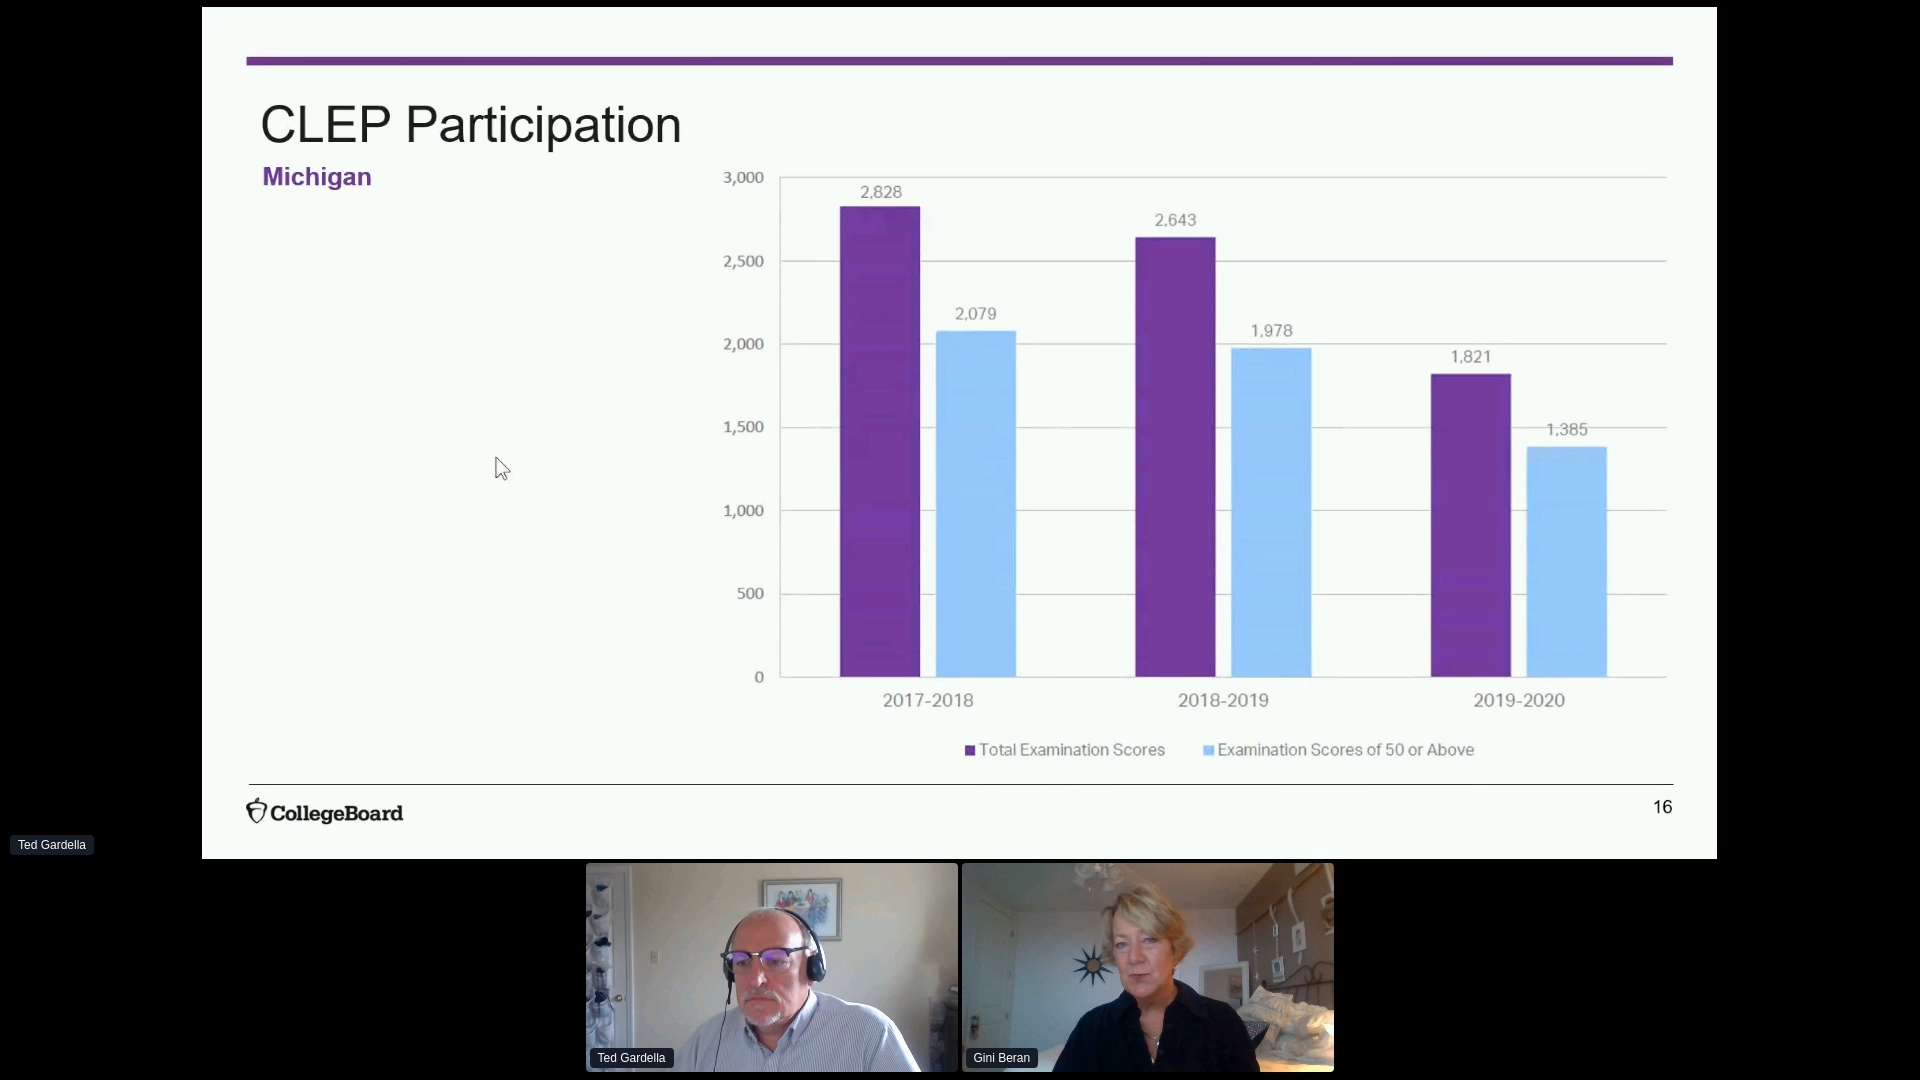 CLEP Participation
Michigan
3,000
2,500
2,000
1,500
1,000
500
0
2,828
2,079
2,643
1,978
1,821
1,385
2017-2018
2018-2019
2019-2020
Total Examination Scores
Examination Scores of 50 or Above
CollegeBoard
16
Ted Gardella
Ted Gardella
Gini Beran